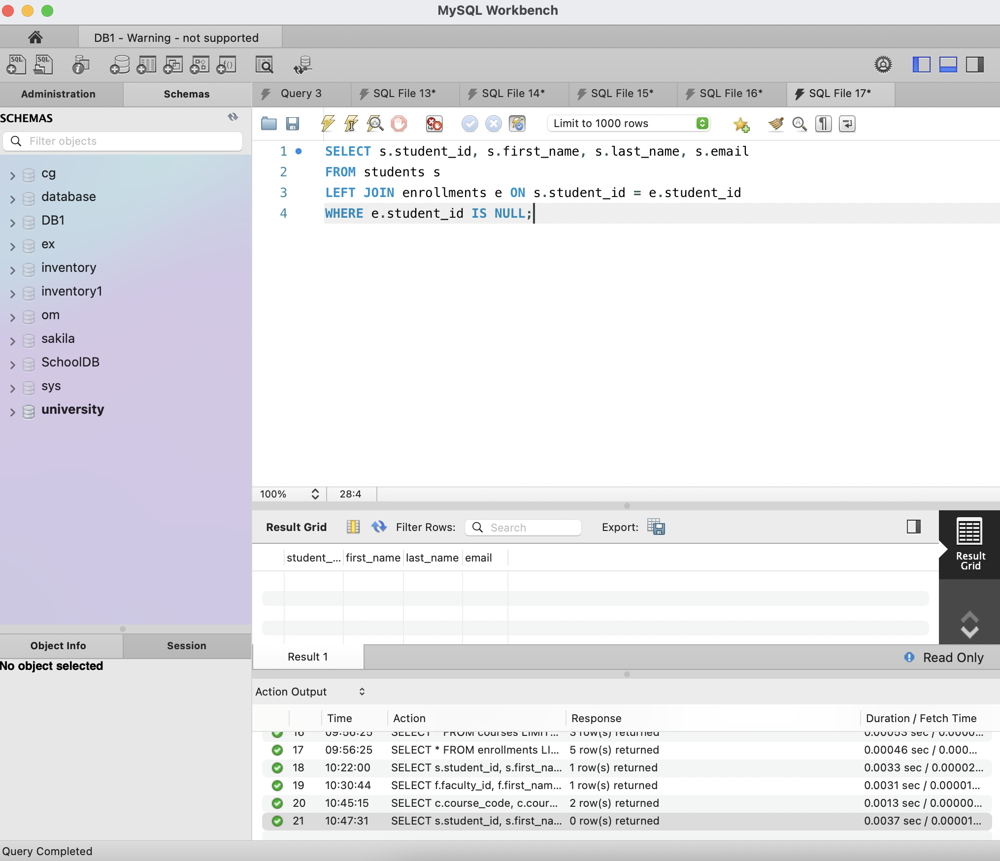 MySQL Workbench
DB1 - Warning - not supported
Administration
Schemas
SCHEMAS
Filter objects
cg
database
DB1
ex
inventory
inventory1
om
sakila
SchoolDB
sys
university
Object Info
Session
No object selected
Query 3
SQL File 13*
SQL File 14*
SQL File 15*
SQL File 16*
SQL File 17*
Limit to 1000 rows
1 SELECT s.student_id, s.first_name, s.last_name, s.email
2 FROM students s
3 LEFT JOIN enrollments e ON s.student_id = e.student_id
4 WHERE e.student_id IS NULL;
100% 28:4
Result Grid Filter Rows: Search Export:
student_... first_name last_name email
Result
Grid
Result 1
Read Only
Action Output
Time Action Response Duration / Fetch Time
16 09:56:25 SELECT * FROM courses LIMIT... 3 row(s) returned 0.00053 sec / 0.0000...
17 09:56:25 SELECT * FROM enrollments LI... 5 row(s) returned 0.00046 sec / 0.000...
18 10:22:00 SELECT s.student_id, s.first_na... 1 row(s) returned 0.0033 sec / 0.00002...
19 10:30:44 SELECT f.faculty_id, f.first_nam... 1 row(s) returned 0.0031 sec / 0.00001...
20 10:45:15 SELECT c.course_code, c.cour... 2 row(s) returned 0.0013 sec / 0.00000...
21 10:47:31 SELECT s.student_id, s.first_na... 0 row(s) returned 0.0037 sec / 0.00001...
Query Completed